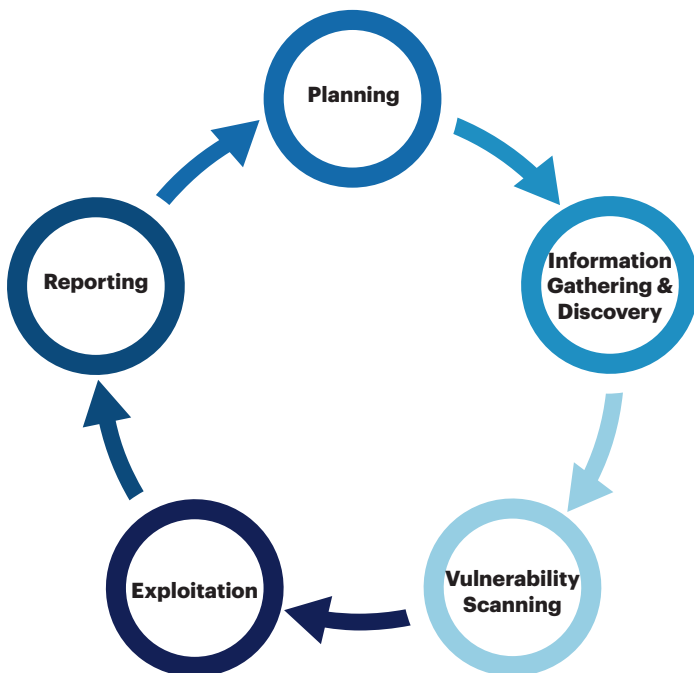 Planning
Information
Gathering &
Discovery
Vulnerability
Scanning
Exploitation
Reporting